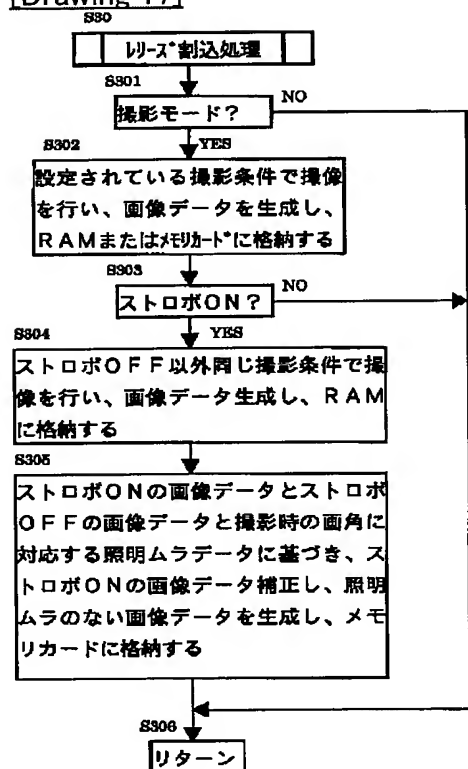 [Drawing 17]
S30
レリーズ割込処理
S301
撮影モード?
NO
S302
YES
設定されている撮影条件で撮像
を行い、画像データを生成し、
RAMまたはメモリカードに格納する
S303
ストロボON?
NO
S304
YES
ストロボOFF以外同じ撮影条件で撮
像を行い、画像データ生成し、RAM
に格納する
S305
ストロボONの画像データとストロボ
OFFの画像データと撮影時の画角に
対応する照明ムラデータに基づき、ス
トロボONの画像データ補正し、照明
ムラのない画像データを生成し、メモ
リカードに格納する
S306
リターン